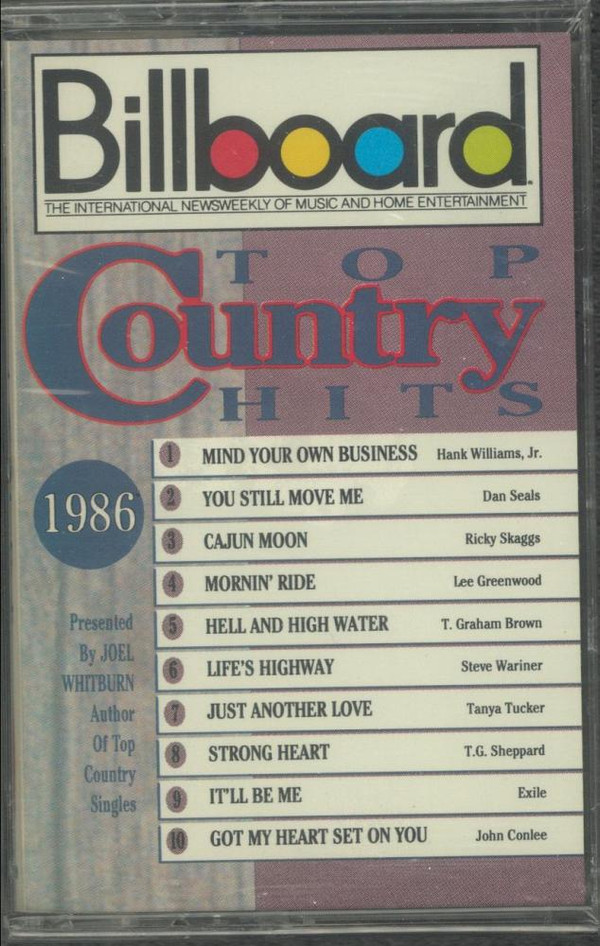 Billboard
THE INTERNATIONAL NEWSWEEKLY OF MUSIC AND HOME ENTERTAINMENT
TOP
Country
HITS
1986
Presented
By JOEL
WHITBURN
Author
Of Top
Country
Singles
1 MIND YOUR OWN BUSINESS Hank Williams, Jr.
2 YOU STILL MOVE ME Dan Seals
3 CAJUN MOON Ricky Skaggs
4 MORNIN' RIDE Lee Greenwood
5 HELL AND HIGH WATER T. Graham Brown
6 LIFE'S HIGHWAY Steve Wariner
7 JUST ANOTHER LOVE Tanya Tucker
8 STRONG HEART T.G. Sheppard
9 IT'LL BE ME Exile
10 GOT MY HEART SET ON YOU John Conlee